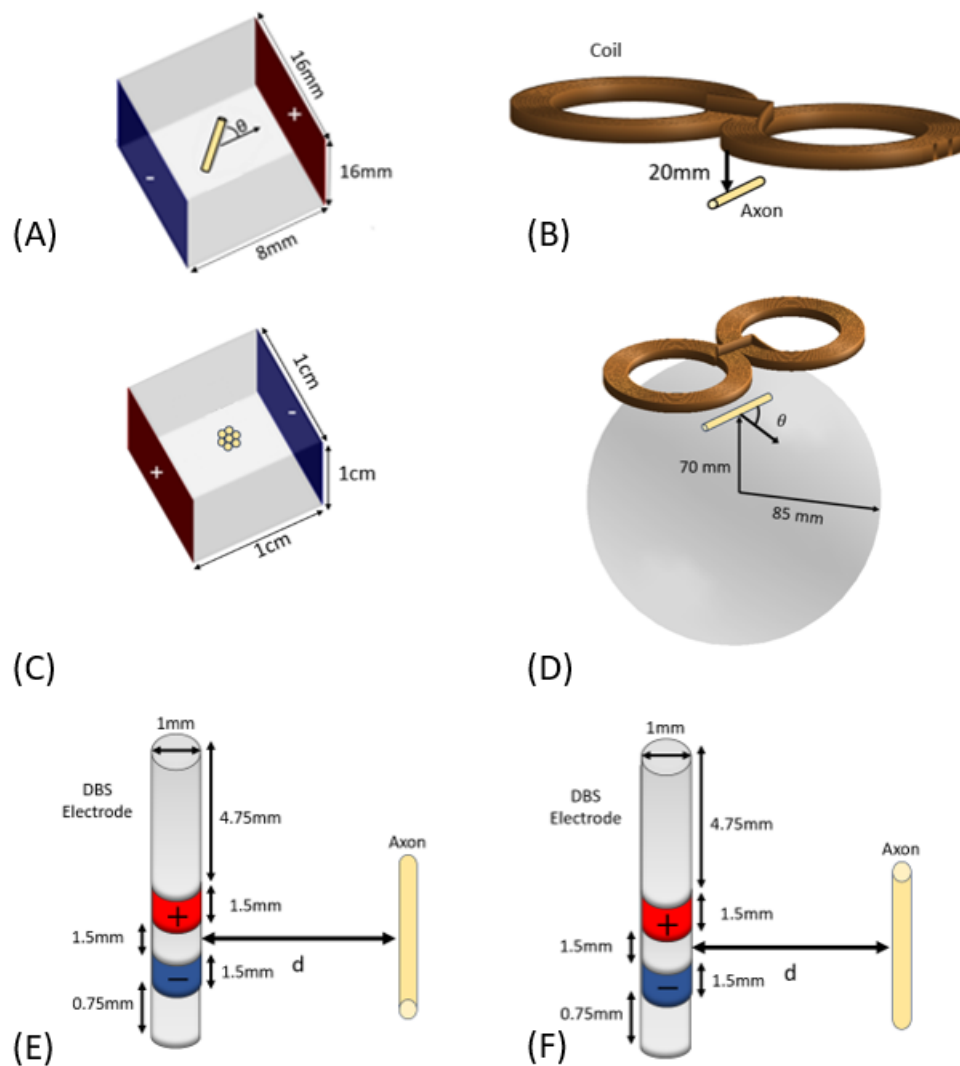 16mm
+
θ
-
16mm
8mm
(A)
Coil
20mm
Axon
(B)
1cm
-
+
1cm
1cm
(C)
θ
70 mm
85 mm
(D)
1mm
DBS
Electrode
4.75mm
Axon
+
1.5mm
1.5mm
d
−
1.5mm
0.75mm
(E)
1mm
DBS
Electrode
4.75mm
Axon
+
1.5mm
1.5mm
d
−
1.5mm
0.75mm
(F)